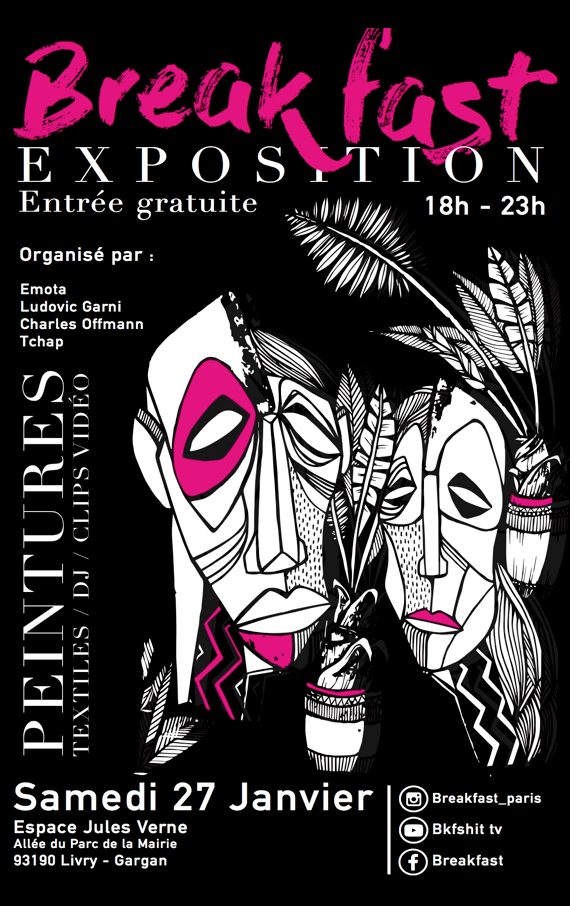 Breakfast
EXPOSITION
Entrée gratuite
18h - 23h
Organisé par :
Emota
Ludovic Garni
Charles Offmann
Tchap
PEINTURES
TEXTILES / DJ / CLIPS VIDÉO
Samedi 27 Janvier
Espace Jules Verne
Allée du Parc de la Mairie
93190 Livry - Gargan
Breakfast_paris
Bkfshit tv
Breakfast